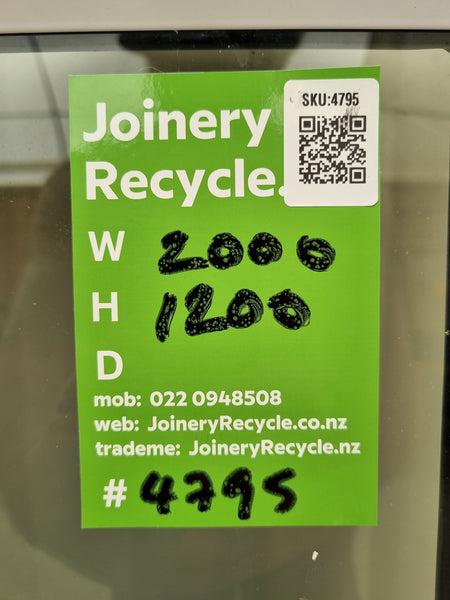 SKU:4795
Joinery
Recycle.
W 2000
H 1200
D
mob: 022 0948508
web: JoineryRecycle.co.nz
trademe: JoineryRecycle.nz
# 4795